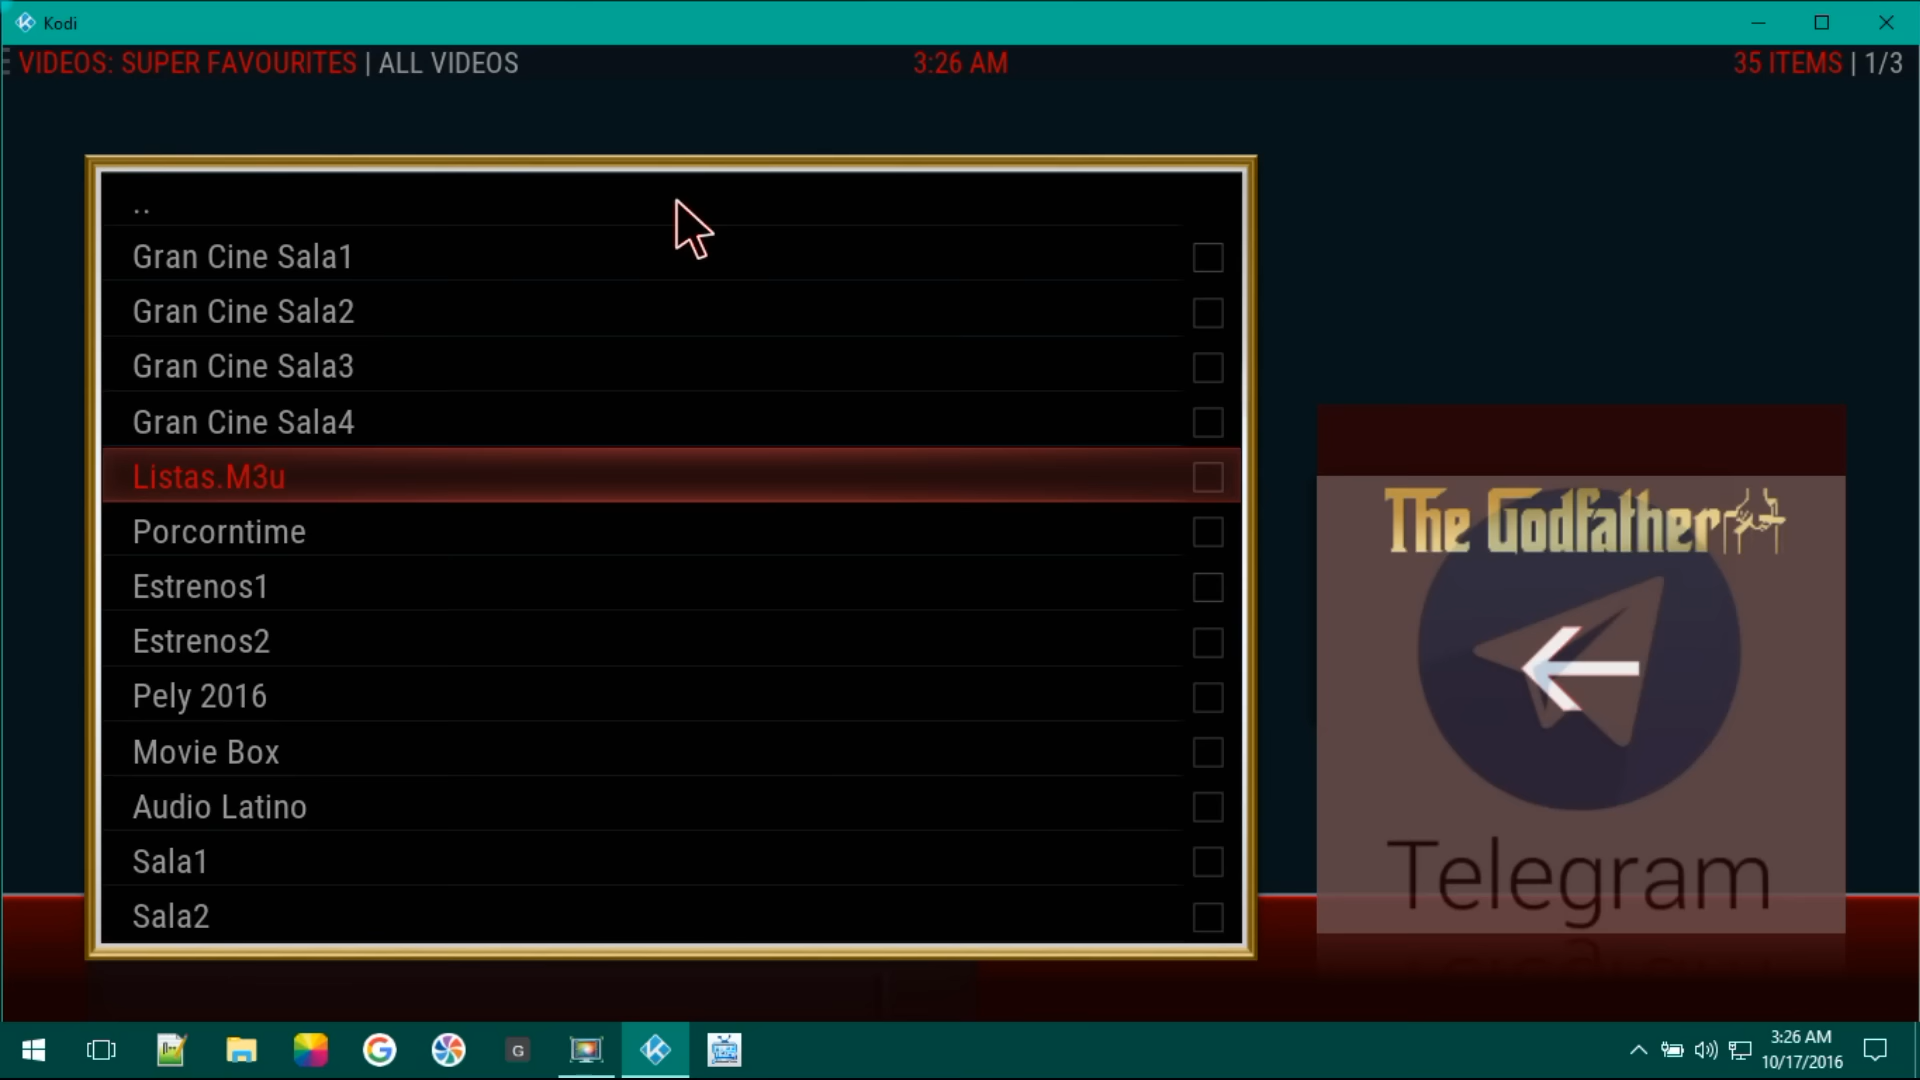 Kodi
VIDEOS: SUPER FAVOURITES | ALL VIDEOS
3:26 AM
35 ITEMS | 1/3
..
Gran Cine Sala1
Gran Cine Sala2
Gran Cine Sala3
Gran Cine Sala4
Listas.M3u
Porcorntime
Estrenos1
Estrenos2
Pely 2016
Movie Box
Audio Latino
Sala1
Sala2
The Godfather
Telegram
G
3:26 AM
10/17/2016